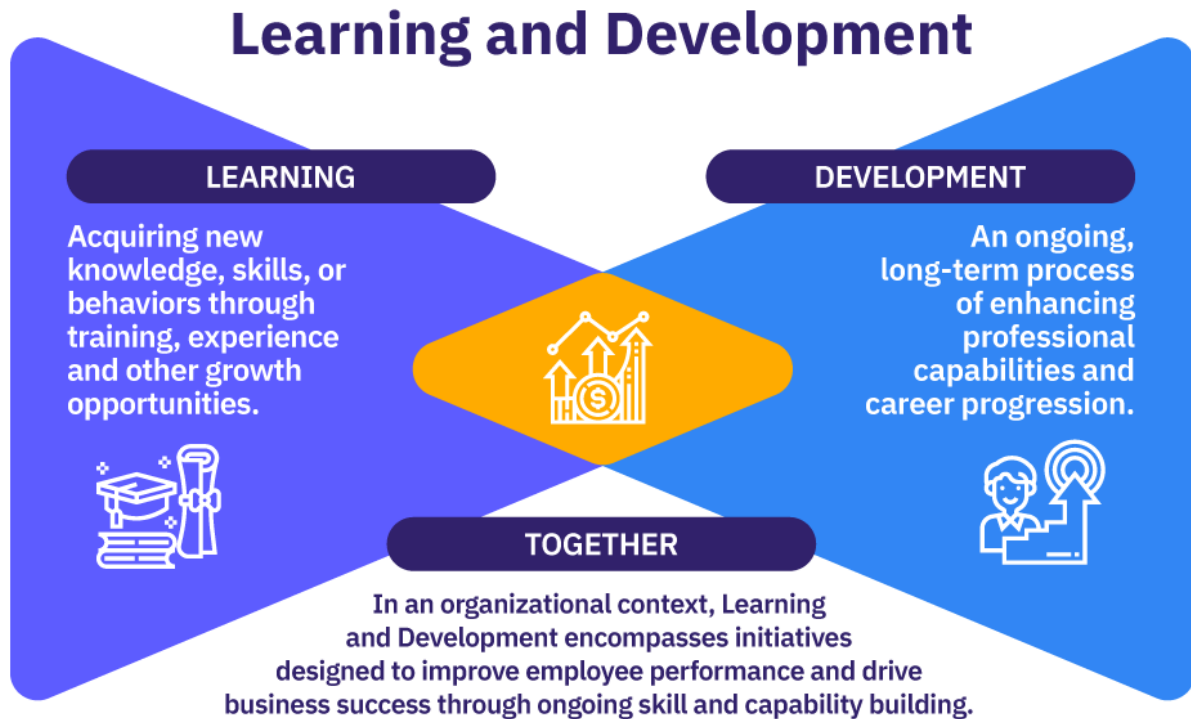 Learning and Development
LEARNING
Acquiring new
knowledge, skills, or
behaviors through
training, experience
and other growth
opportunities.
DEVELOPMENT
An ongoing,
long-term process
of enhancing
professional
capabilities and
career progression.
$
TOGETHER
In an organizational context, Learning
and Development encompasses initiatives
designed to improve employee performance and drive
business success through ongoing skill and capability building.